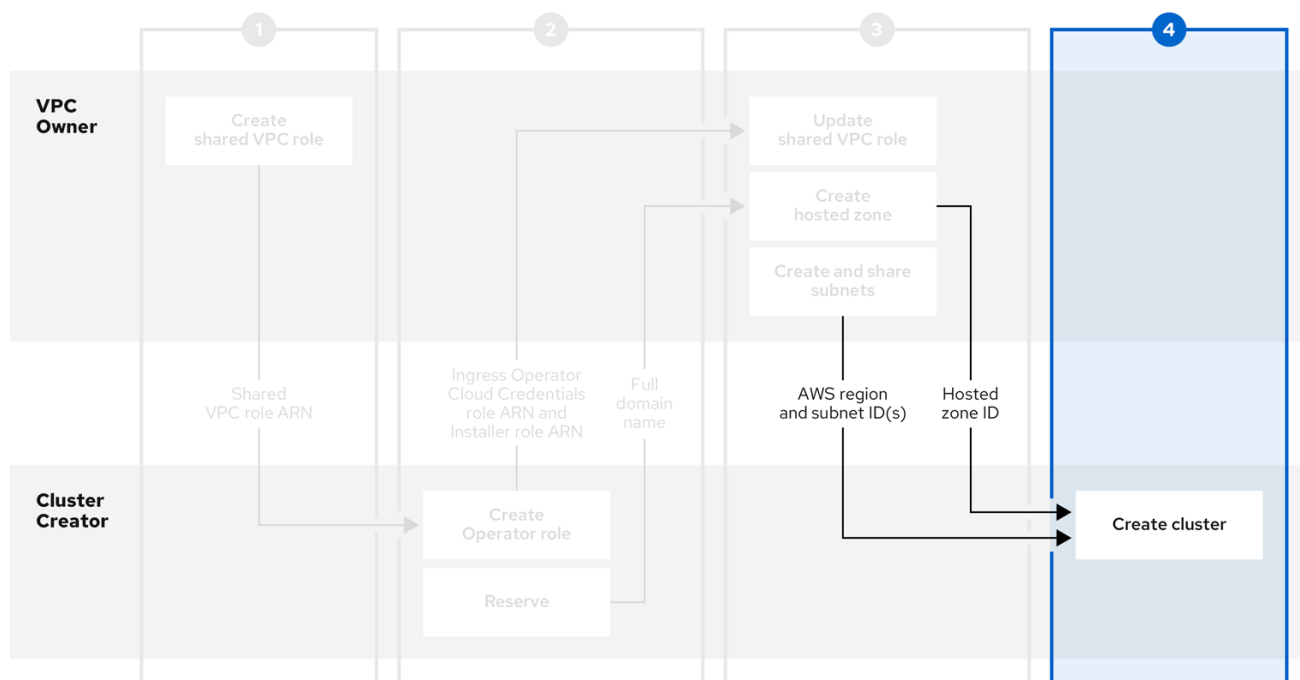 1
2
3
4
VPC
Owner
Create
shared VPC role
Update
shared VPC role
Create
hosted zone
Create and share
subnets
Shared
VPC role ARN
Ingress Operator
Cloud Credentials
role ARN and
Installer role ARN
Full
domain
name
AWS region
and subnet ID(s)
Hosted
zone ID
Cluster
Creator
Create
Operator role
Reserve
Create cluster